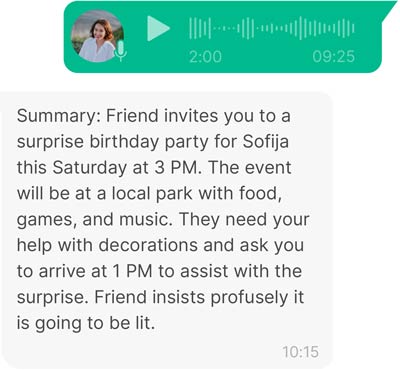 2:00 09:25
Summary: Friend invites you to a
surprise birthday party for Sofija
this Saturday at 3 PM. The event
will be at a local park with food,
games, and music. They need your
help with decorations and ask you
to arrive at 1 PM to assist with the
surprise. Friend insists profusely it
is going to be lit.
10:15